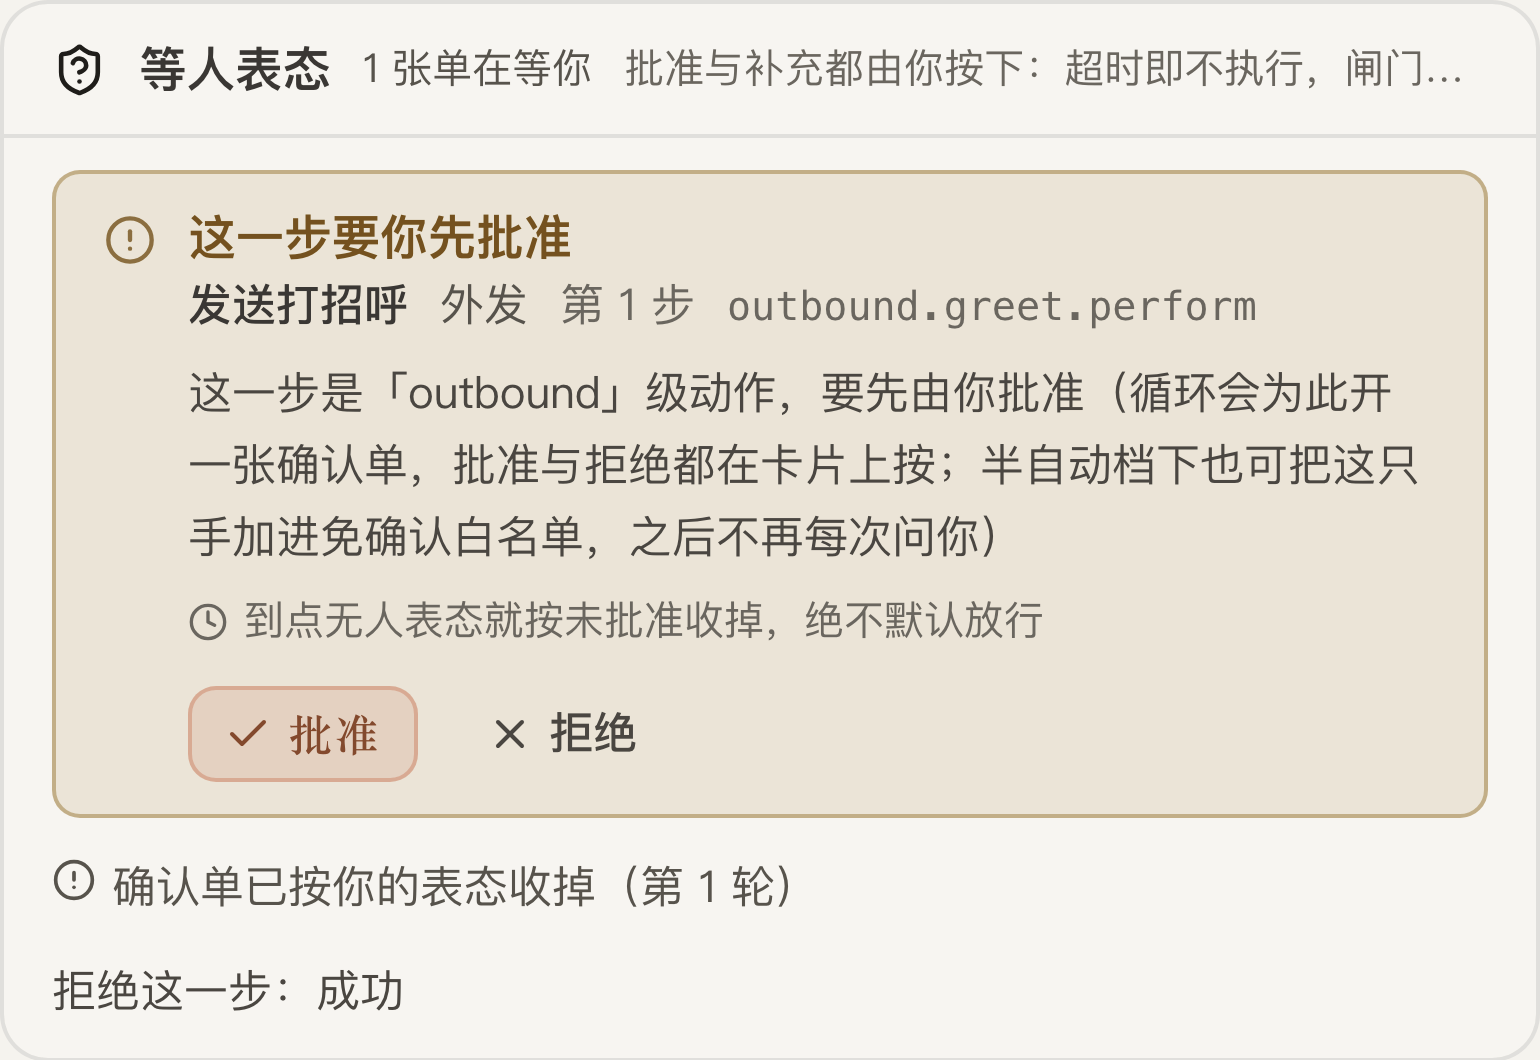 等人表态 1 张单在等你 批准与补充都由你按下：超时即不执行，闸门…
这一步要你先批准
发送打招呼 外发 第 1 步 outbound.greet.perform
这一步是「outbound」级动作，要先由你批准（循环会为此开
一张确认单，批准与拒绝都在卡片上按；半自动档下也可把这只
手加进免确认白名单，之后不再每次问你）
到点无人表态就按未批准收掉，绝不默认放行
批准 拒绝
确认单已按你的表态收掉（第 1 轮）
拒绝这一步：成功